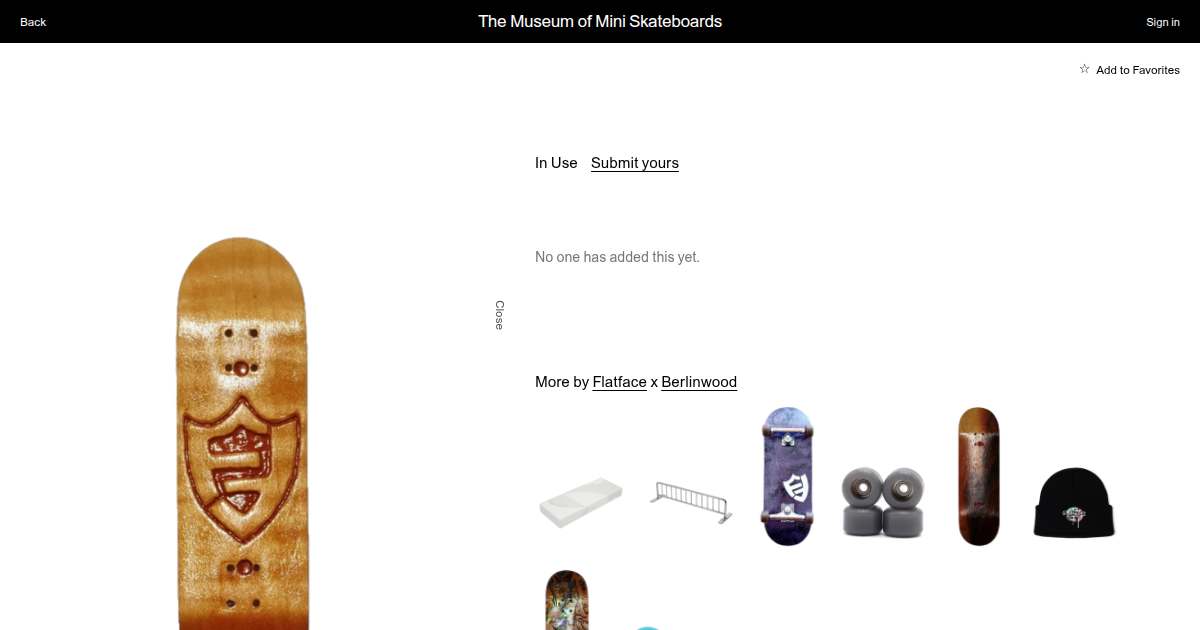 Back
The Museum of Mini Skateboards
Sign in
☆ Add to Favorites
In Use Submit yours
No one has added this yet.
Close
More by Flatface x Berlinwood